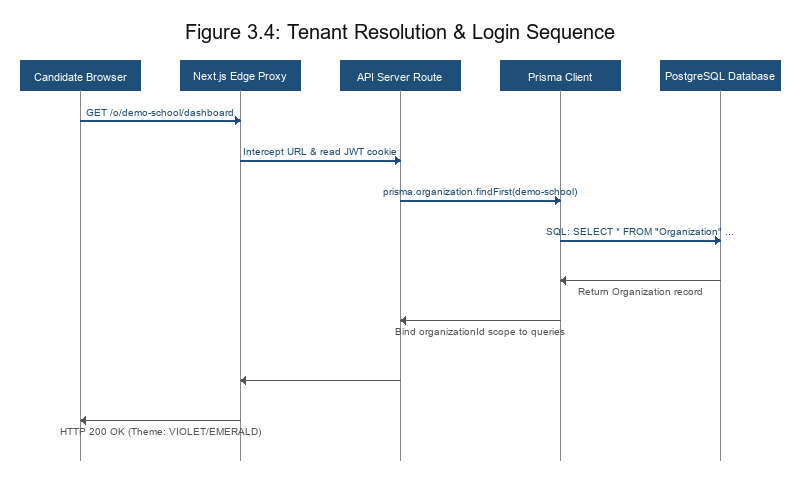 Figure 3.4: Tenant Resolution & Login Sequence
Candidate Browser
Next.js Edge Proxy
API Server Route
Prisma Client
PostgreSQL Database
GET /o/demo-school/dashboard
Intercept URL & read JWT cookie
prisma.organization.findFirst(demo-school)
SQL: SELECT * FROM "Organization" ...
Return Organization record
Bind organizationId scope to queries
HTTP 200 OK (Theme: VIOLET/EMERALD)